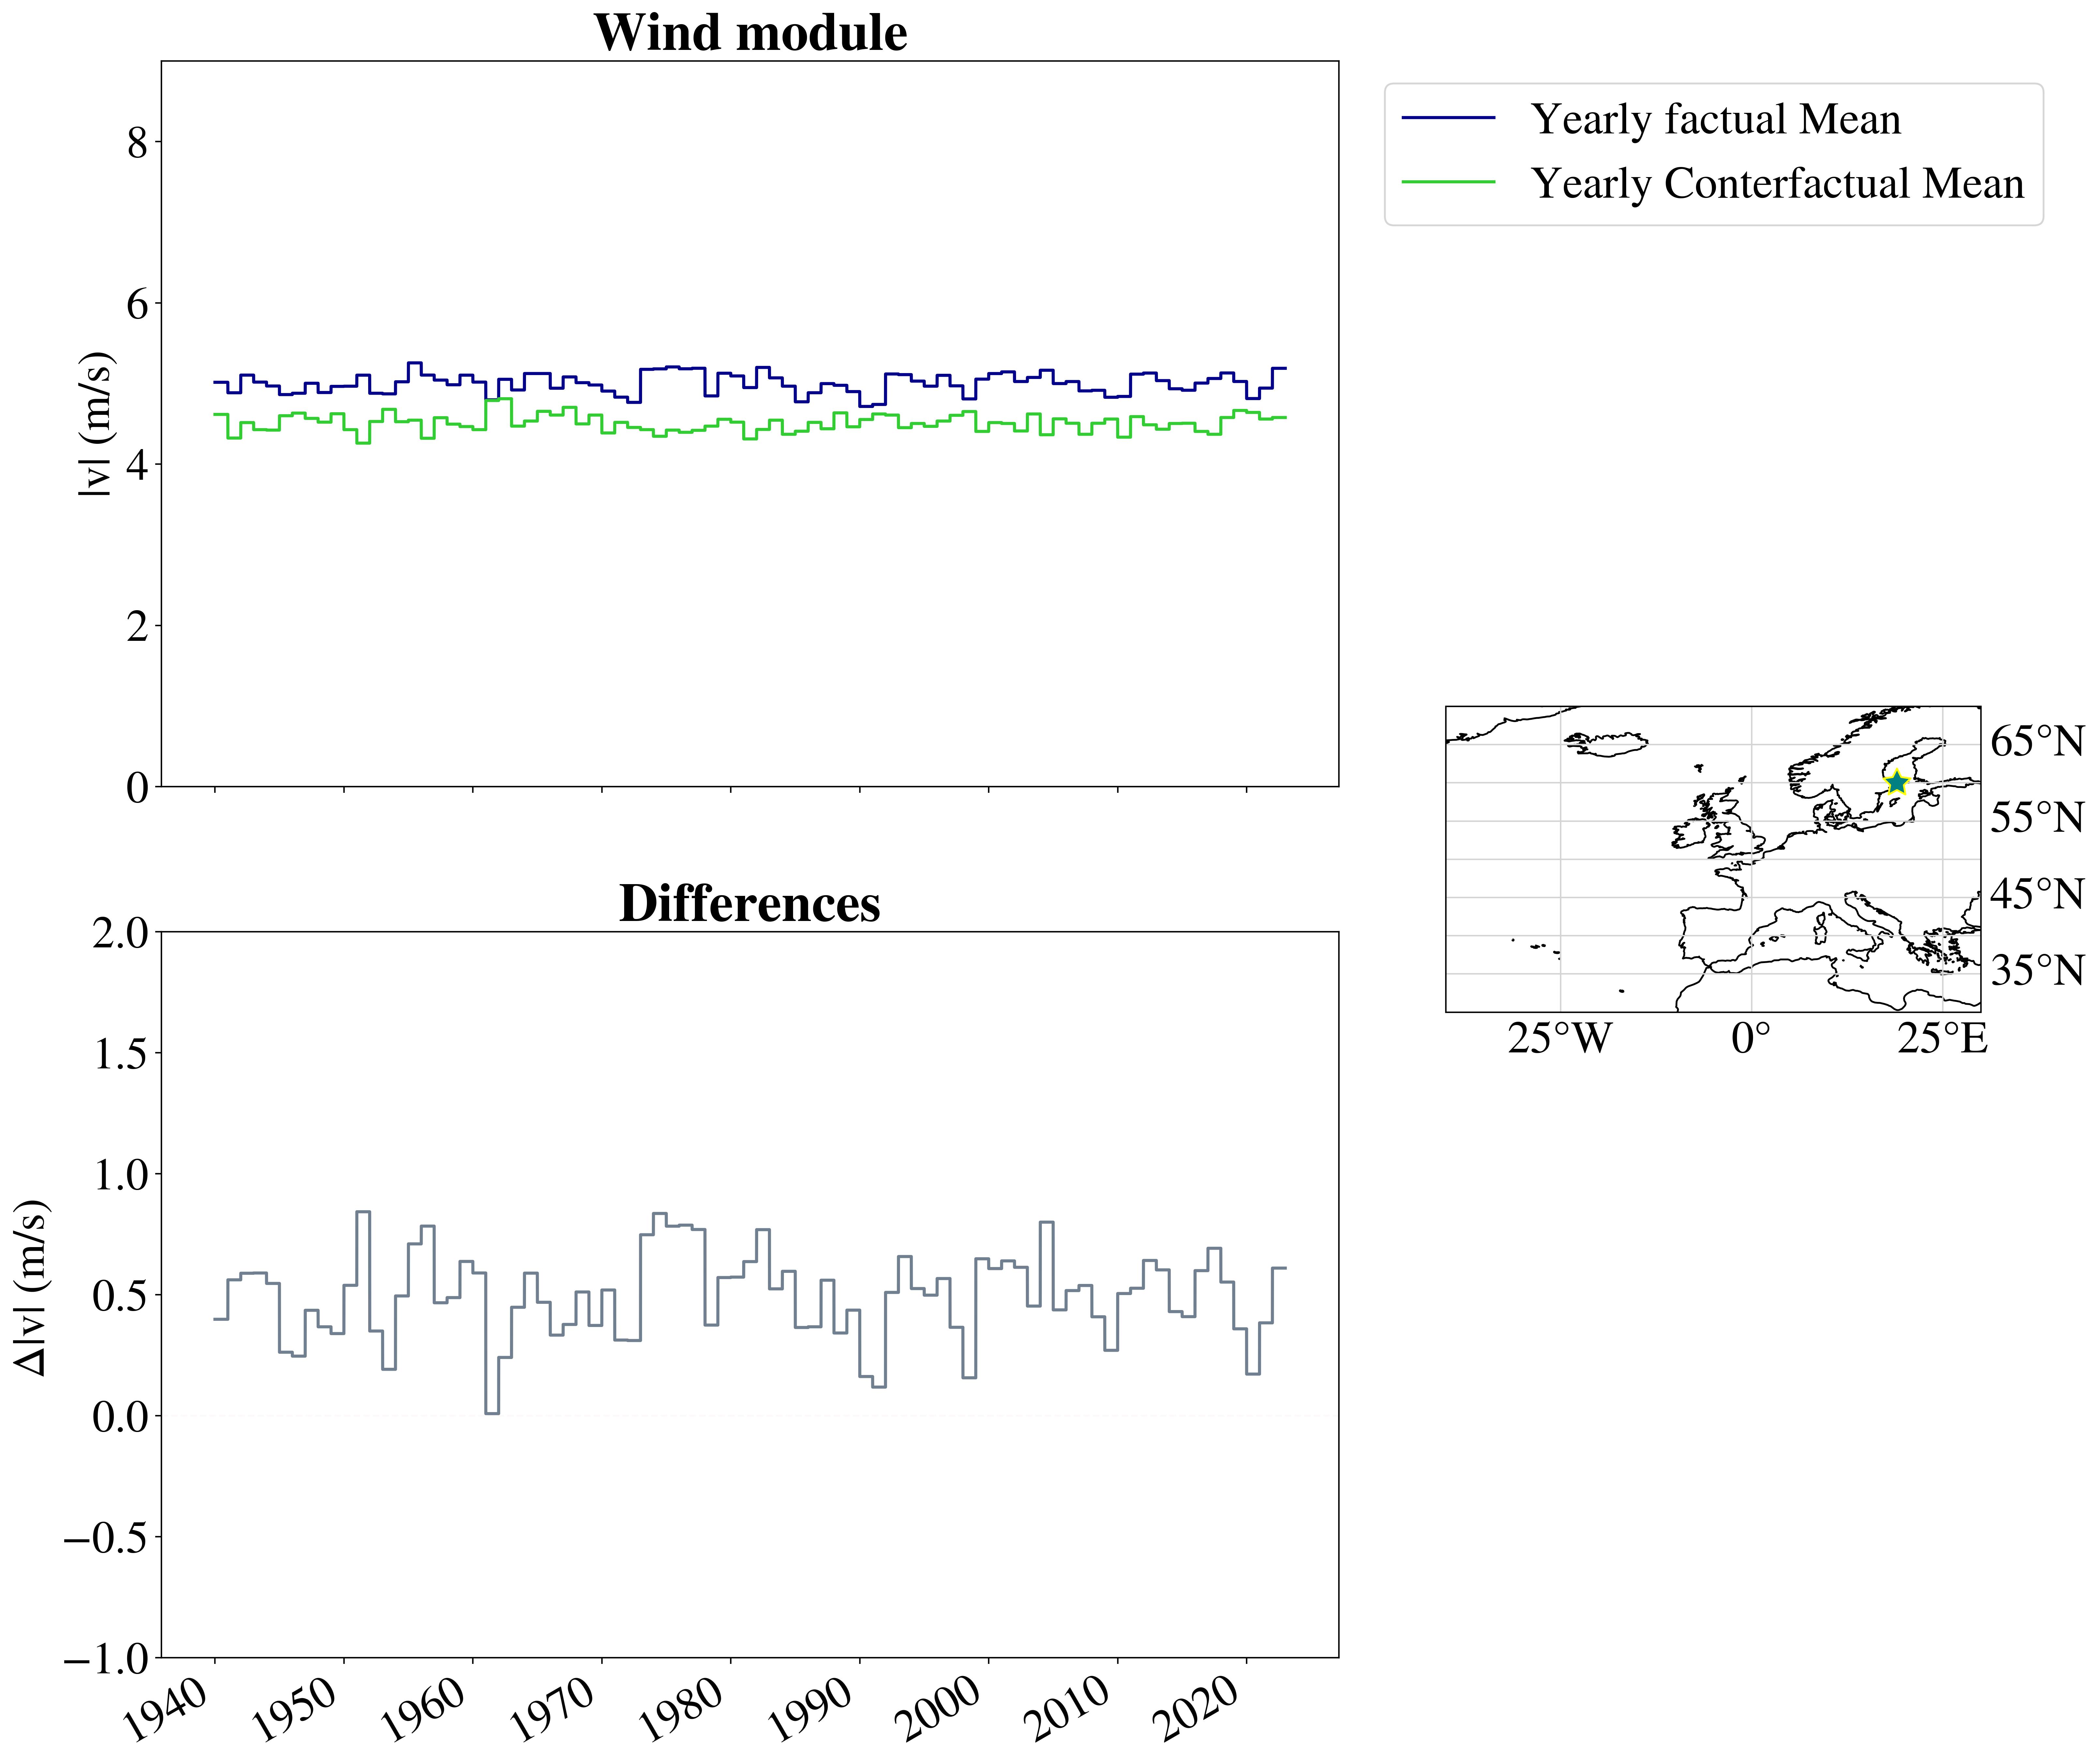 Wind module
|v| (m/s)
8
6
4
2
0
Yearly factual Mean
Yearly Conterfactual Mean
65°N
55°N
45°N
35°N
25°W 0° 25°E
Differences
Δ|v| (m/s)
2.0
1.5
1.0
0.5
0.0
−0.5
−1.0
1940 1950 1960 1970 1980 1990 2000 2010 2020